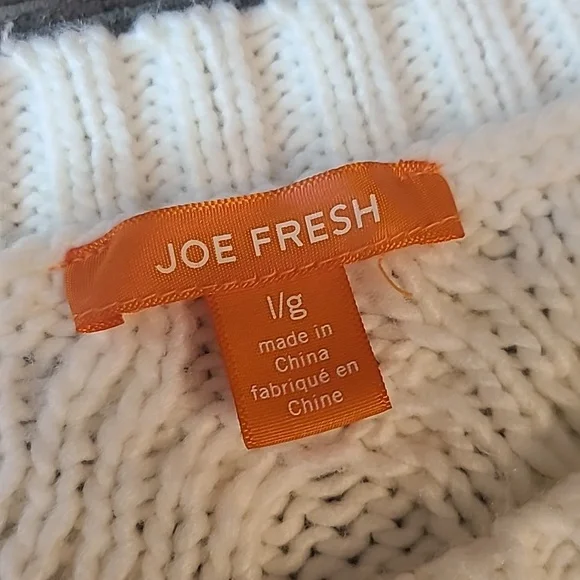 JOE FRESH
l/g
made in
China
fabriqué en
Chine